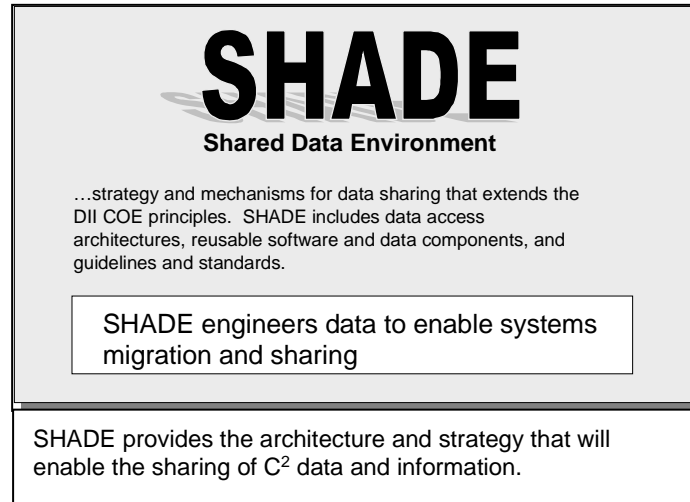 SHADE
Shared Data Environment
…strategy and mechanisms for data sharing that extends the
DII COE principles.  SHADE includes data access
architectures, reusable software and data components, and
guidelines and standards.
SHADE engineers data to enable systems
migration and sharing
SHADE provides the architecture and strategy that will
enable the sharing of C² data and information.